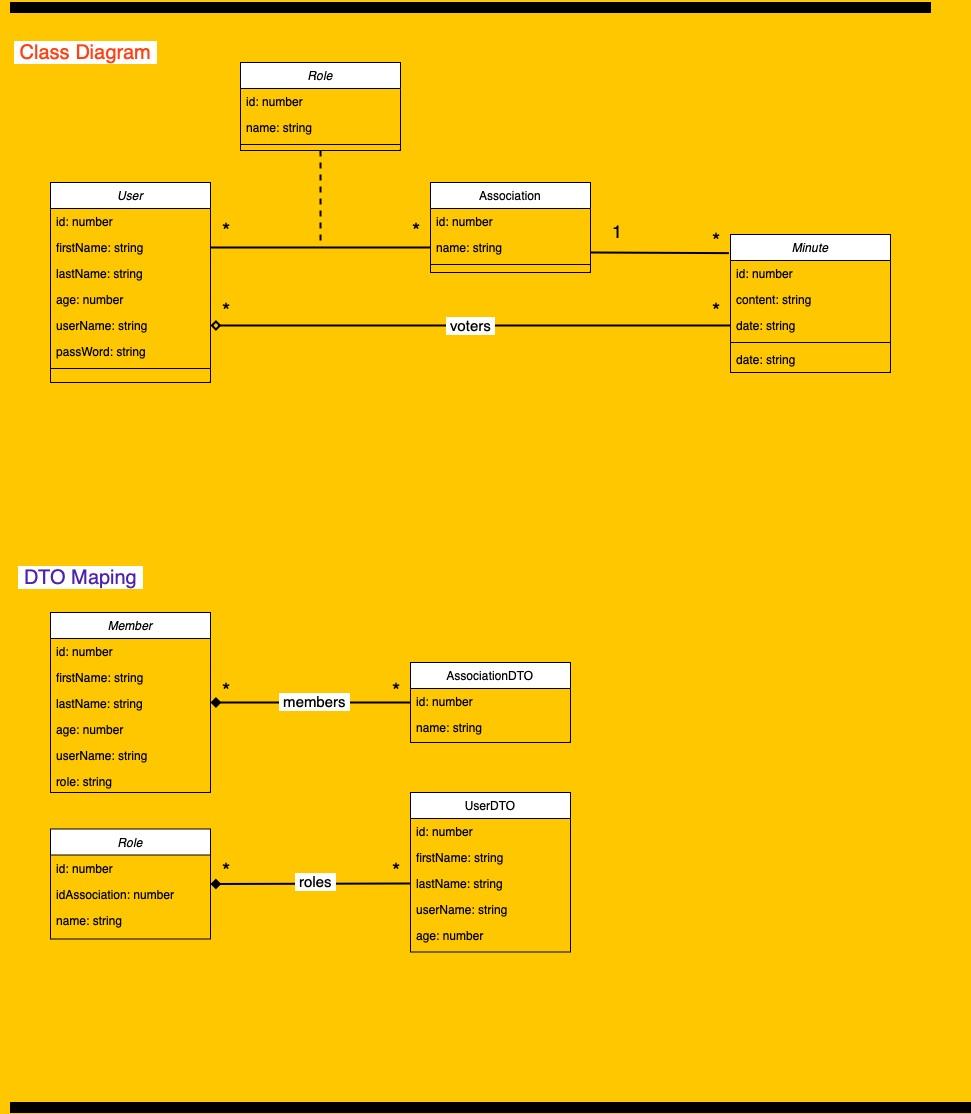 Class Diagram
Role
id: number
name: string
User
id: number
firstName: string
lastName: string
age: number
userName: string
passWord: string
*
*
Association
id: number
name: string
1
*
Minute
id: number
content: string
date: string
date: string
*
voters
*
DTO Maping
Member
id: number
firstName: string
lastName: string
age: number
userName: string
role: string
*
members
*
AssociationDTO
id: number
name: string
Role
id: number
idAssociation: number
name: string
*
roles
*
UserDTO
id: number
firstName: string
lastName: string
userName: string
age: number